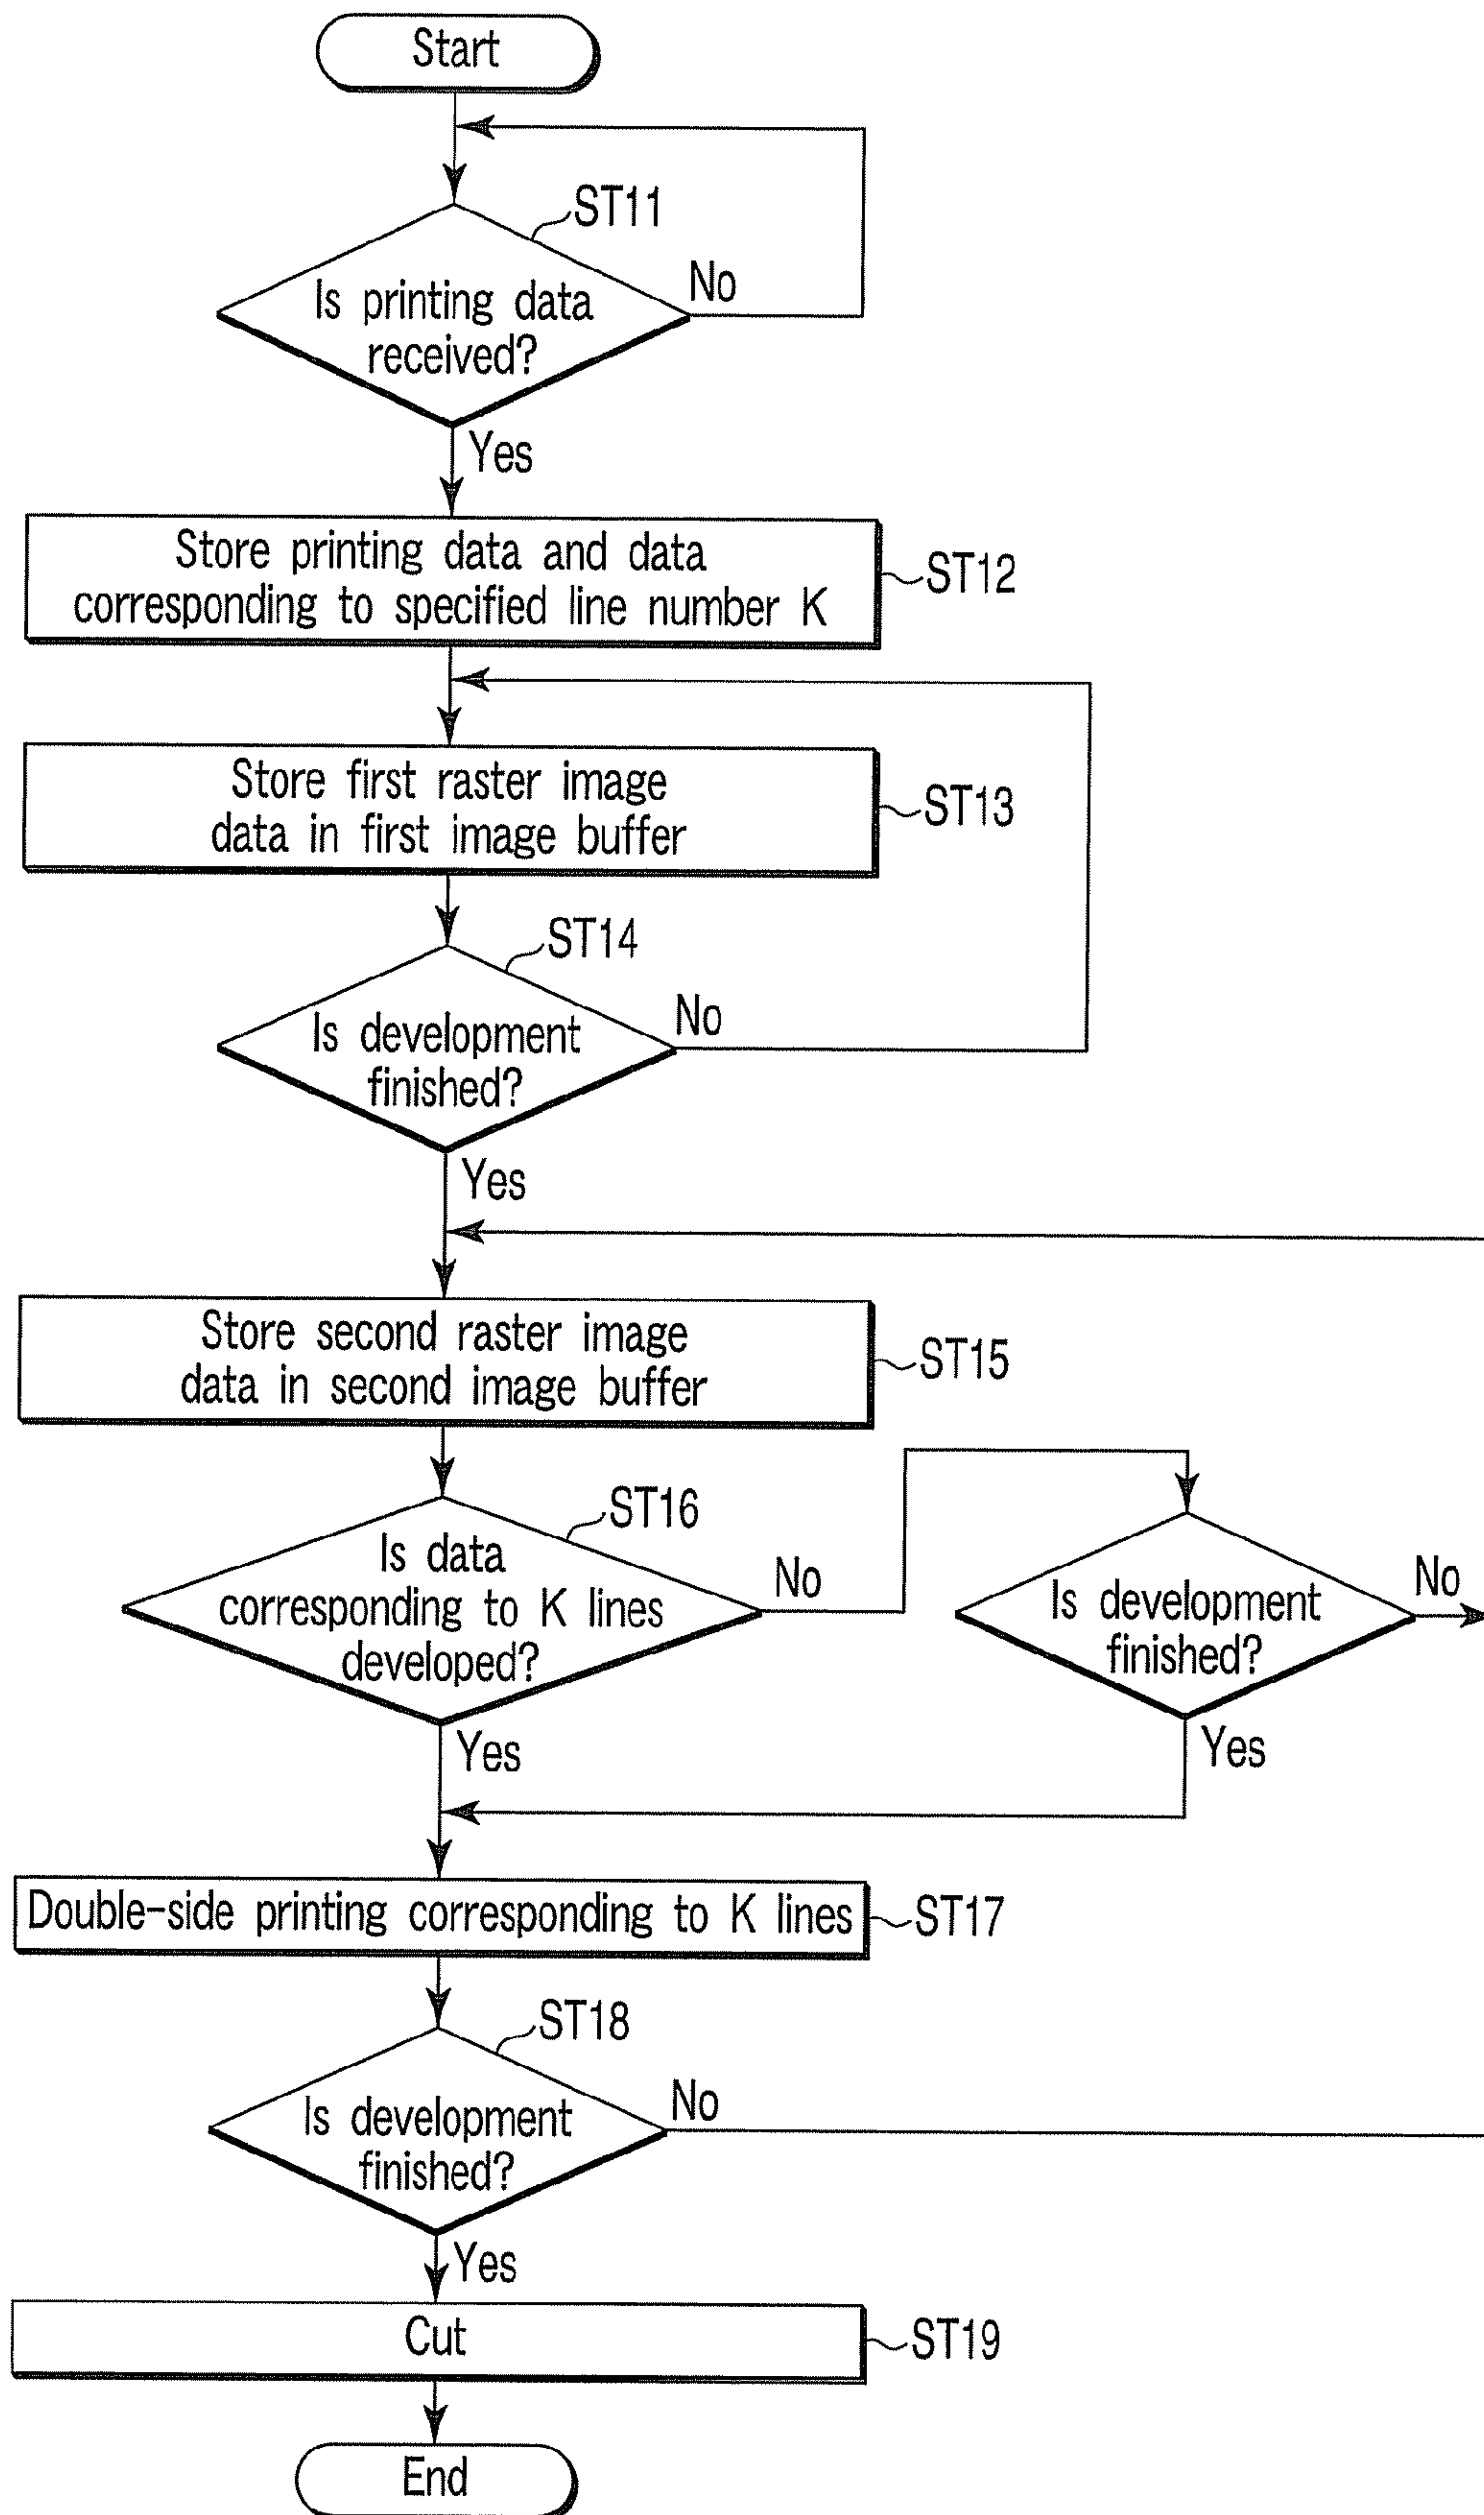 Start
ST11
Is printing data
received?
No
Yes
Store printing data and data
corresponding to specified line number K
ST12
Store first raster image
data in first image buffer
ST13
ST14
Is development
finished?
No
Yes
Store second raster image
data in second image buffer
ST15
ST16
Is data
corresponding to K lines
developed?
No
Yes
Is development
finished?
No
Yes
Double-side printing corresponding to K lines
ST17
ST18
Is development
finished?
No
Yes
Cut
ST19
End